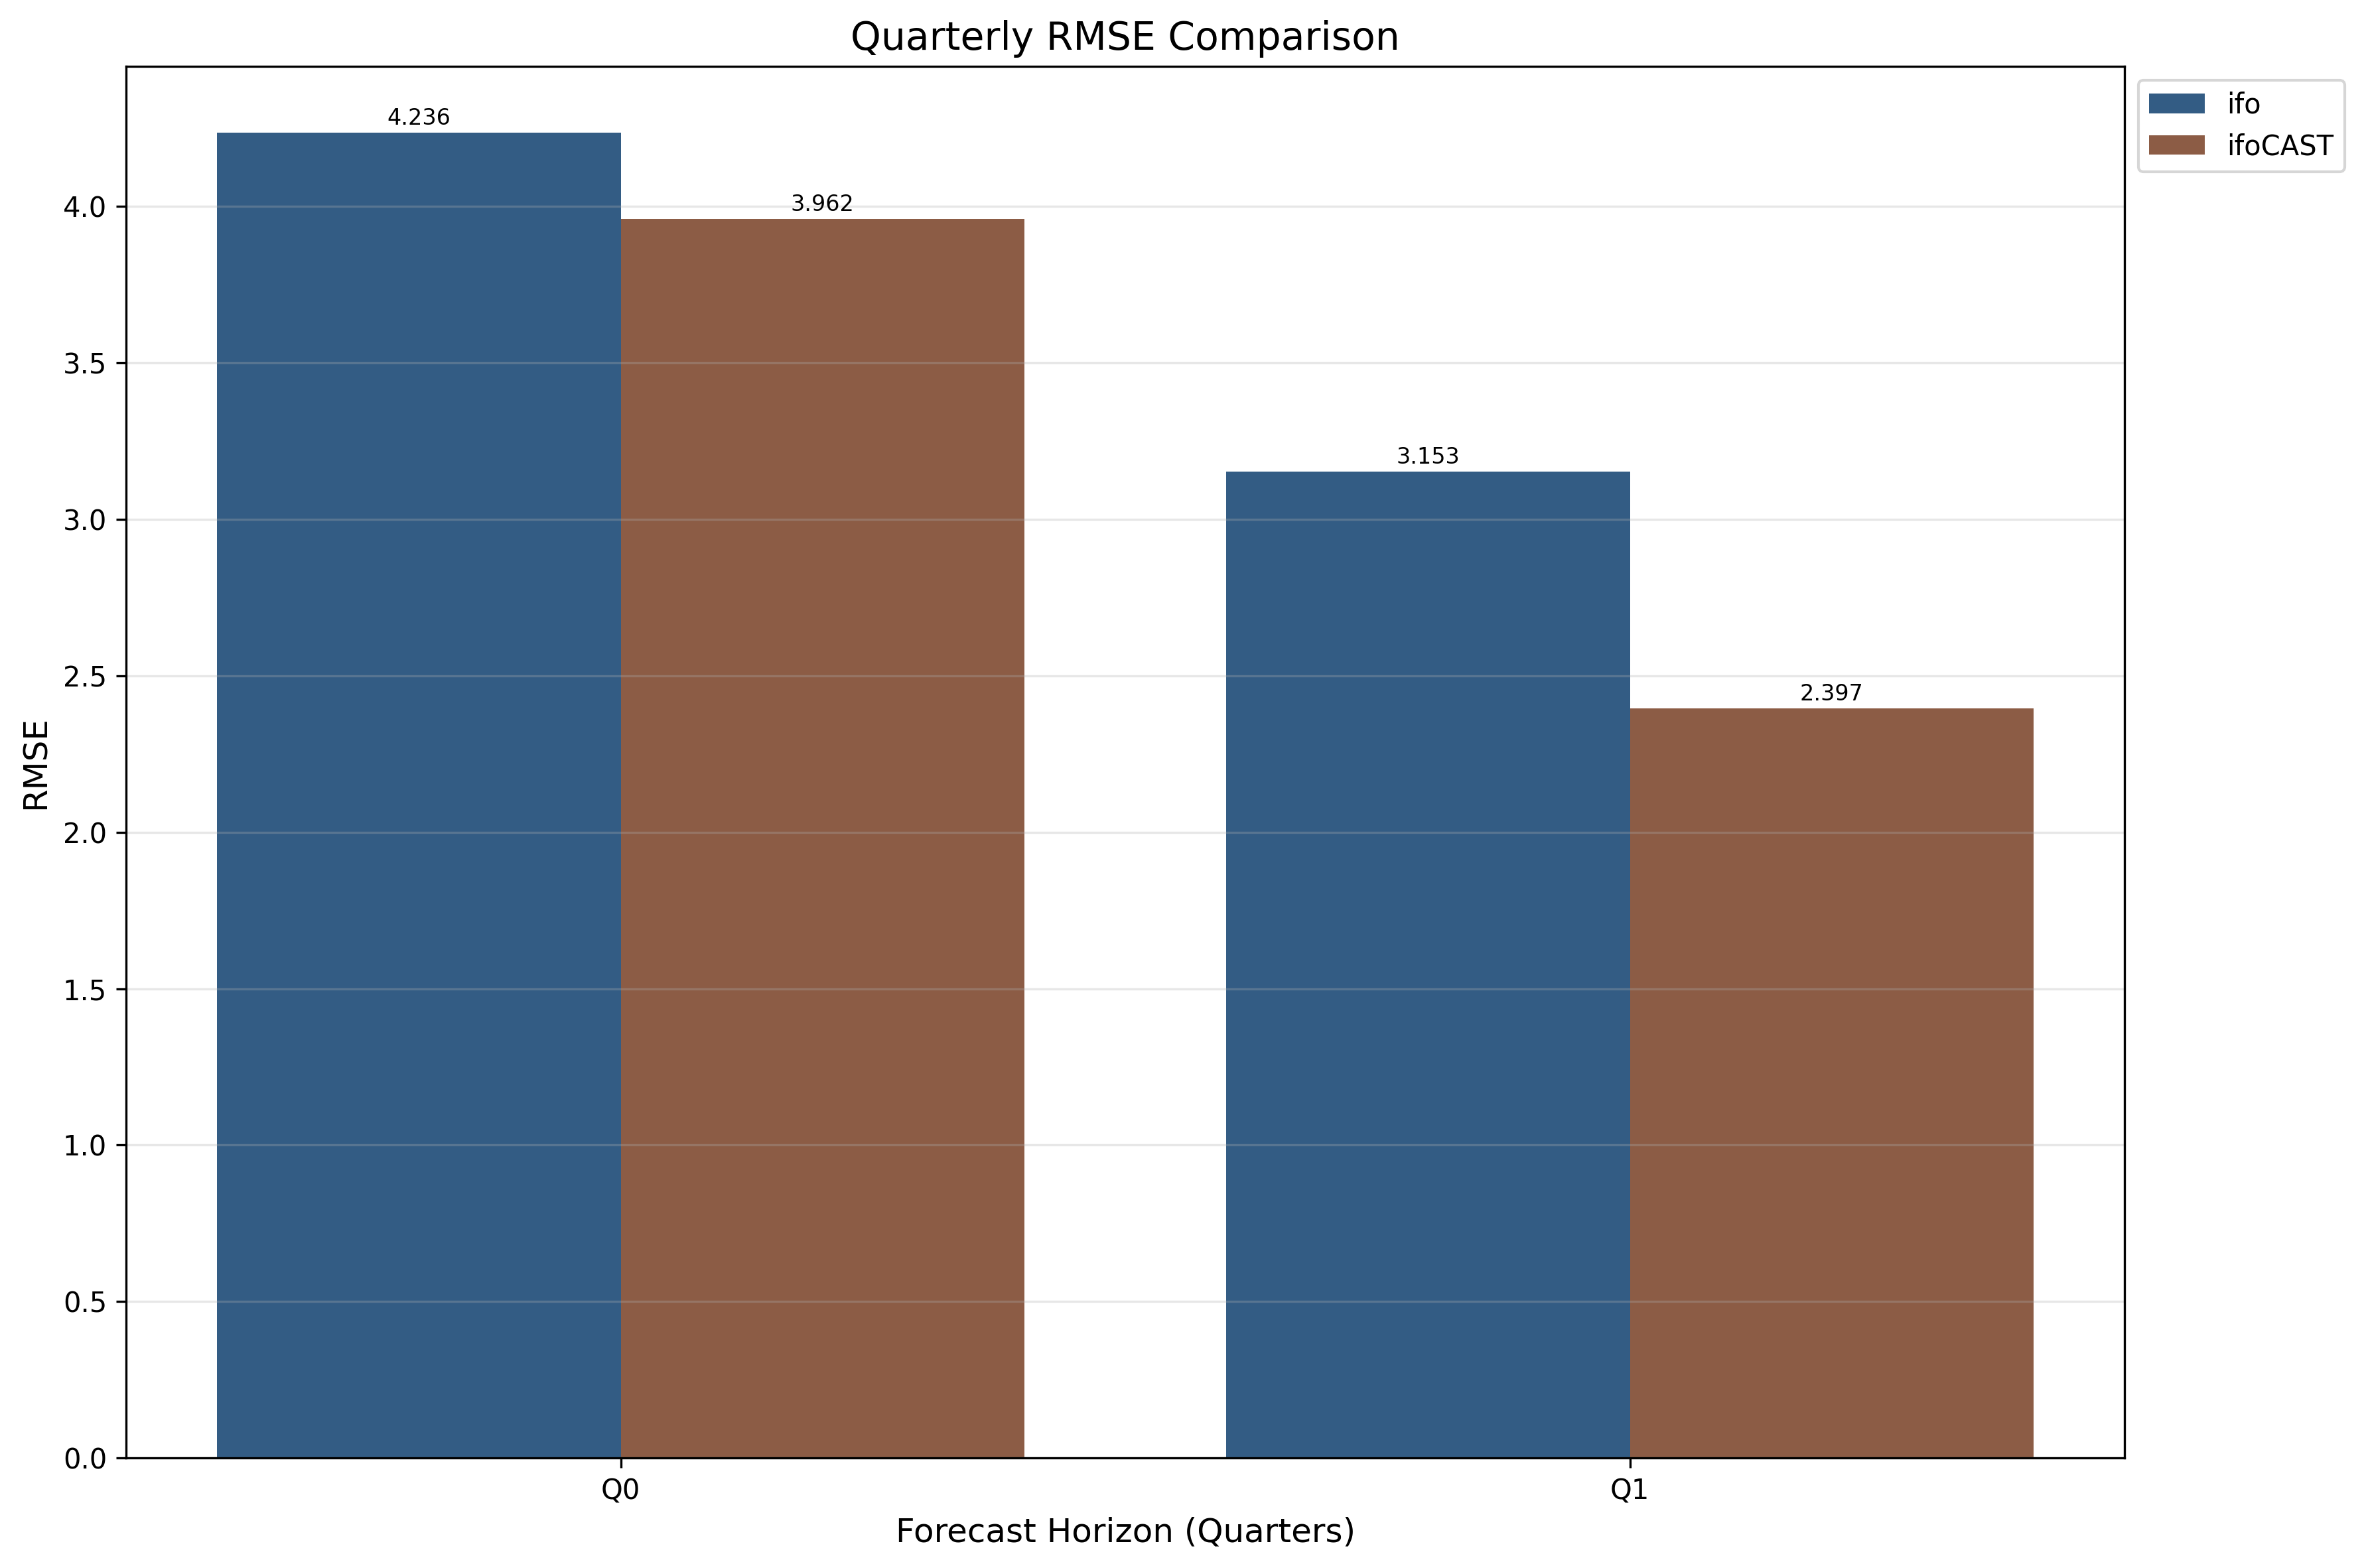 Quarterly RMSE Comparison
ifo
ifoCAST
4.236
3.962
3.153
2.397
4.0
3.5
3.0
2.5
2.0
1.5
1.0
0.5
0.0
RMSE
Q0
Q1
Forecast Horizon (Quarters)